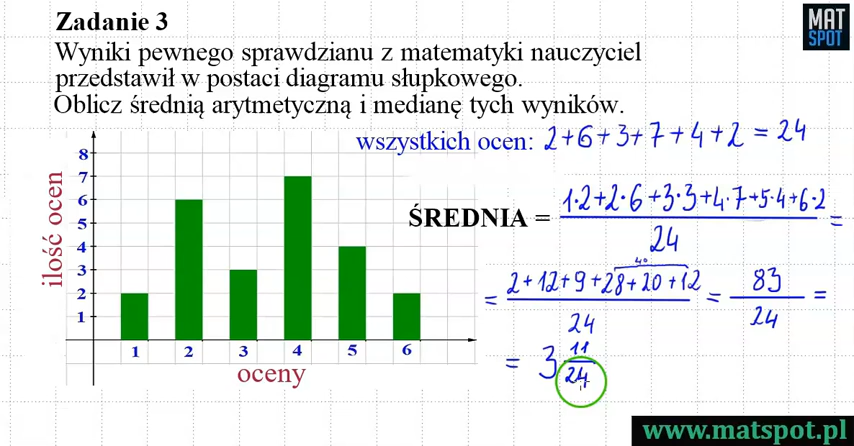 MAT
SPOT
Zadanie 3
Wyniki pewnego sprawdzianu z matematyki nauczyciel
przedstawił w postaci diagramu słupkowego.
Oblicz średnią arytmetyczną i medianę tych wyników.
wszystkich ocen: 2+6+3+7+4+2 = 24
8
7
6
5
4
3
2
1
ilość ocen
1 2 3 4 5 6
oceny
ŚREDNIA = 1·2+2·6+3·3+4·7+5·4+6·2 =
24
40
= 2+12+9+28+20+12 = 83 =
24 24
= 3 11
24
www.matspot.pl